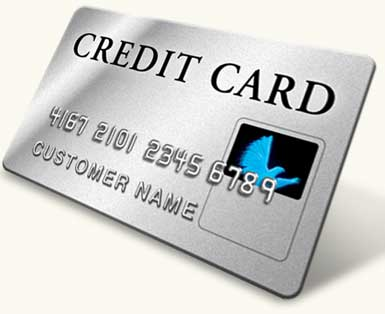 CREDIT CARD
4167 2101 2345 6789
CUSTOMER NAME